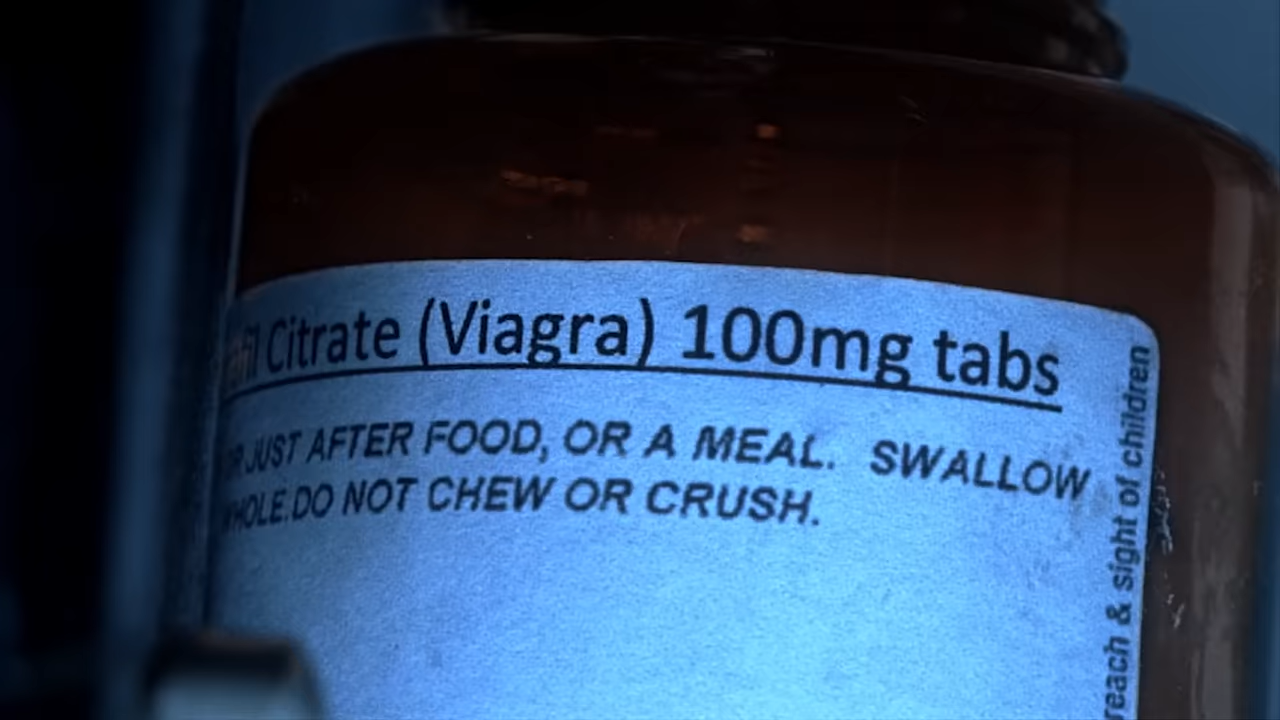 Citrate (Viagra) 100mg tabs
JUST AFTER FOOD, OR A MEAL. SWALLOW
WHOLE.DO NOT CHEW OR CRUSH.
reach & sight of children